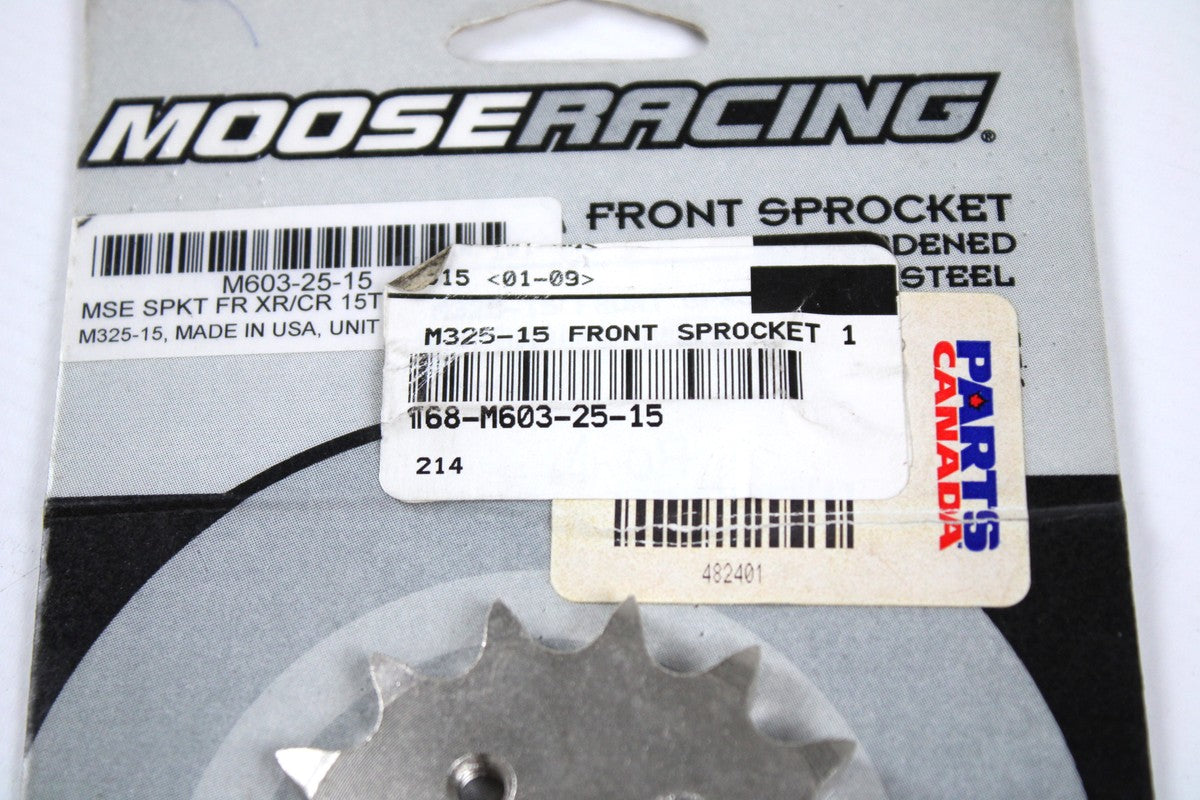 MOOSERACING®
FRONT SPROCKET
DENED
STEEL
M603-25-15
MSE SPKT FR XR/CR 15T
M325-15, MADE IN USA, UNIT
015 <01-09>
M325-15 FRONT SPROCKET 1
168-M603-25-15
214
PARTS
CANADA
482401